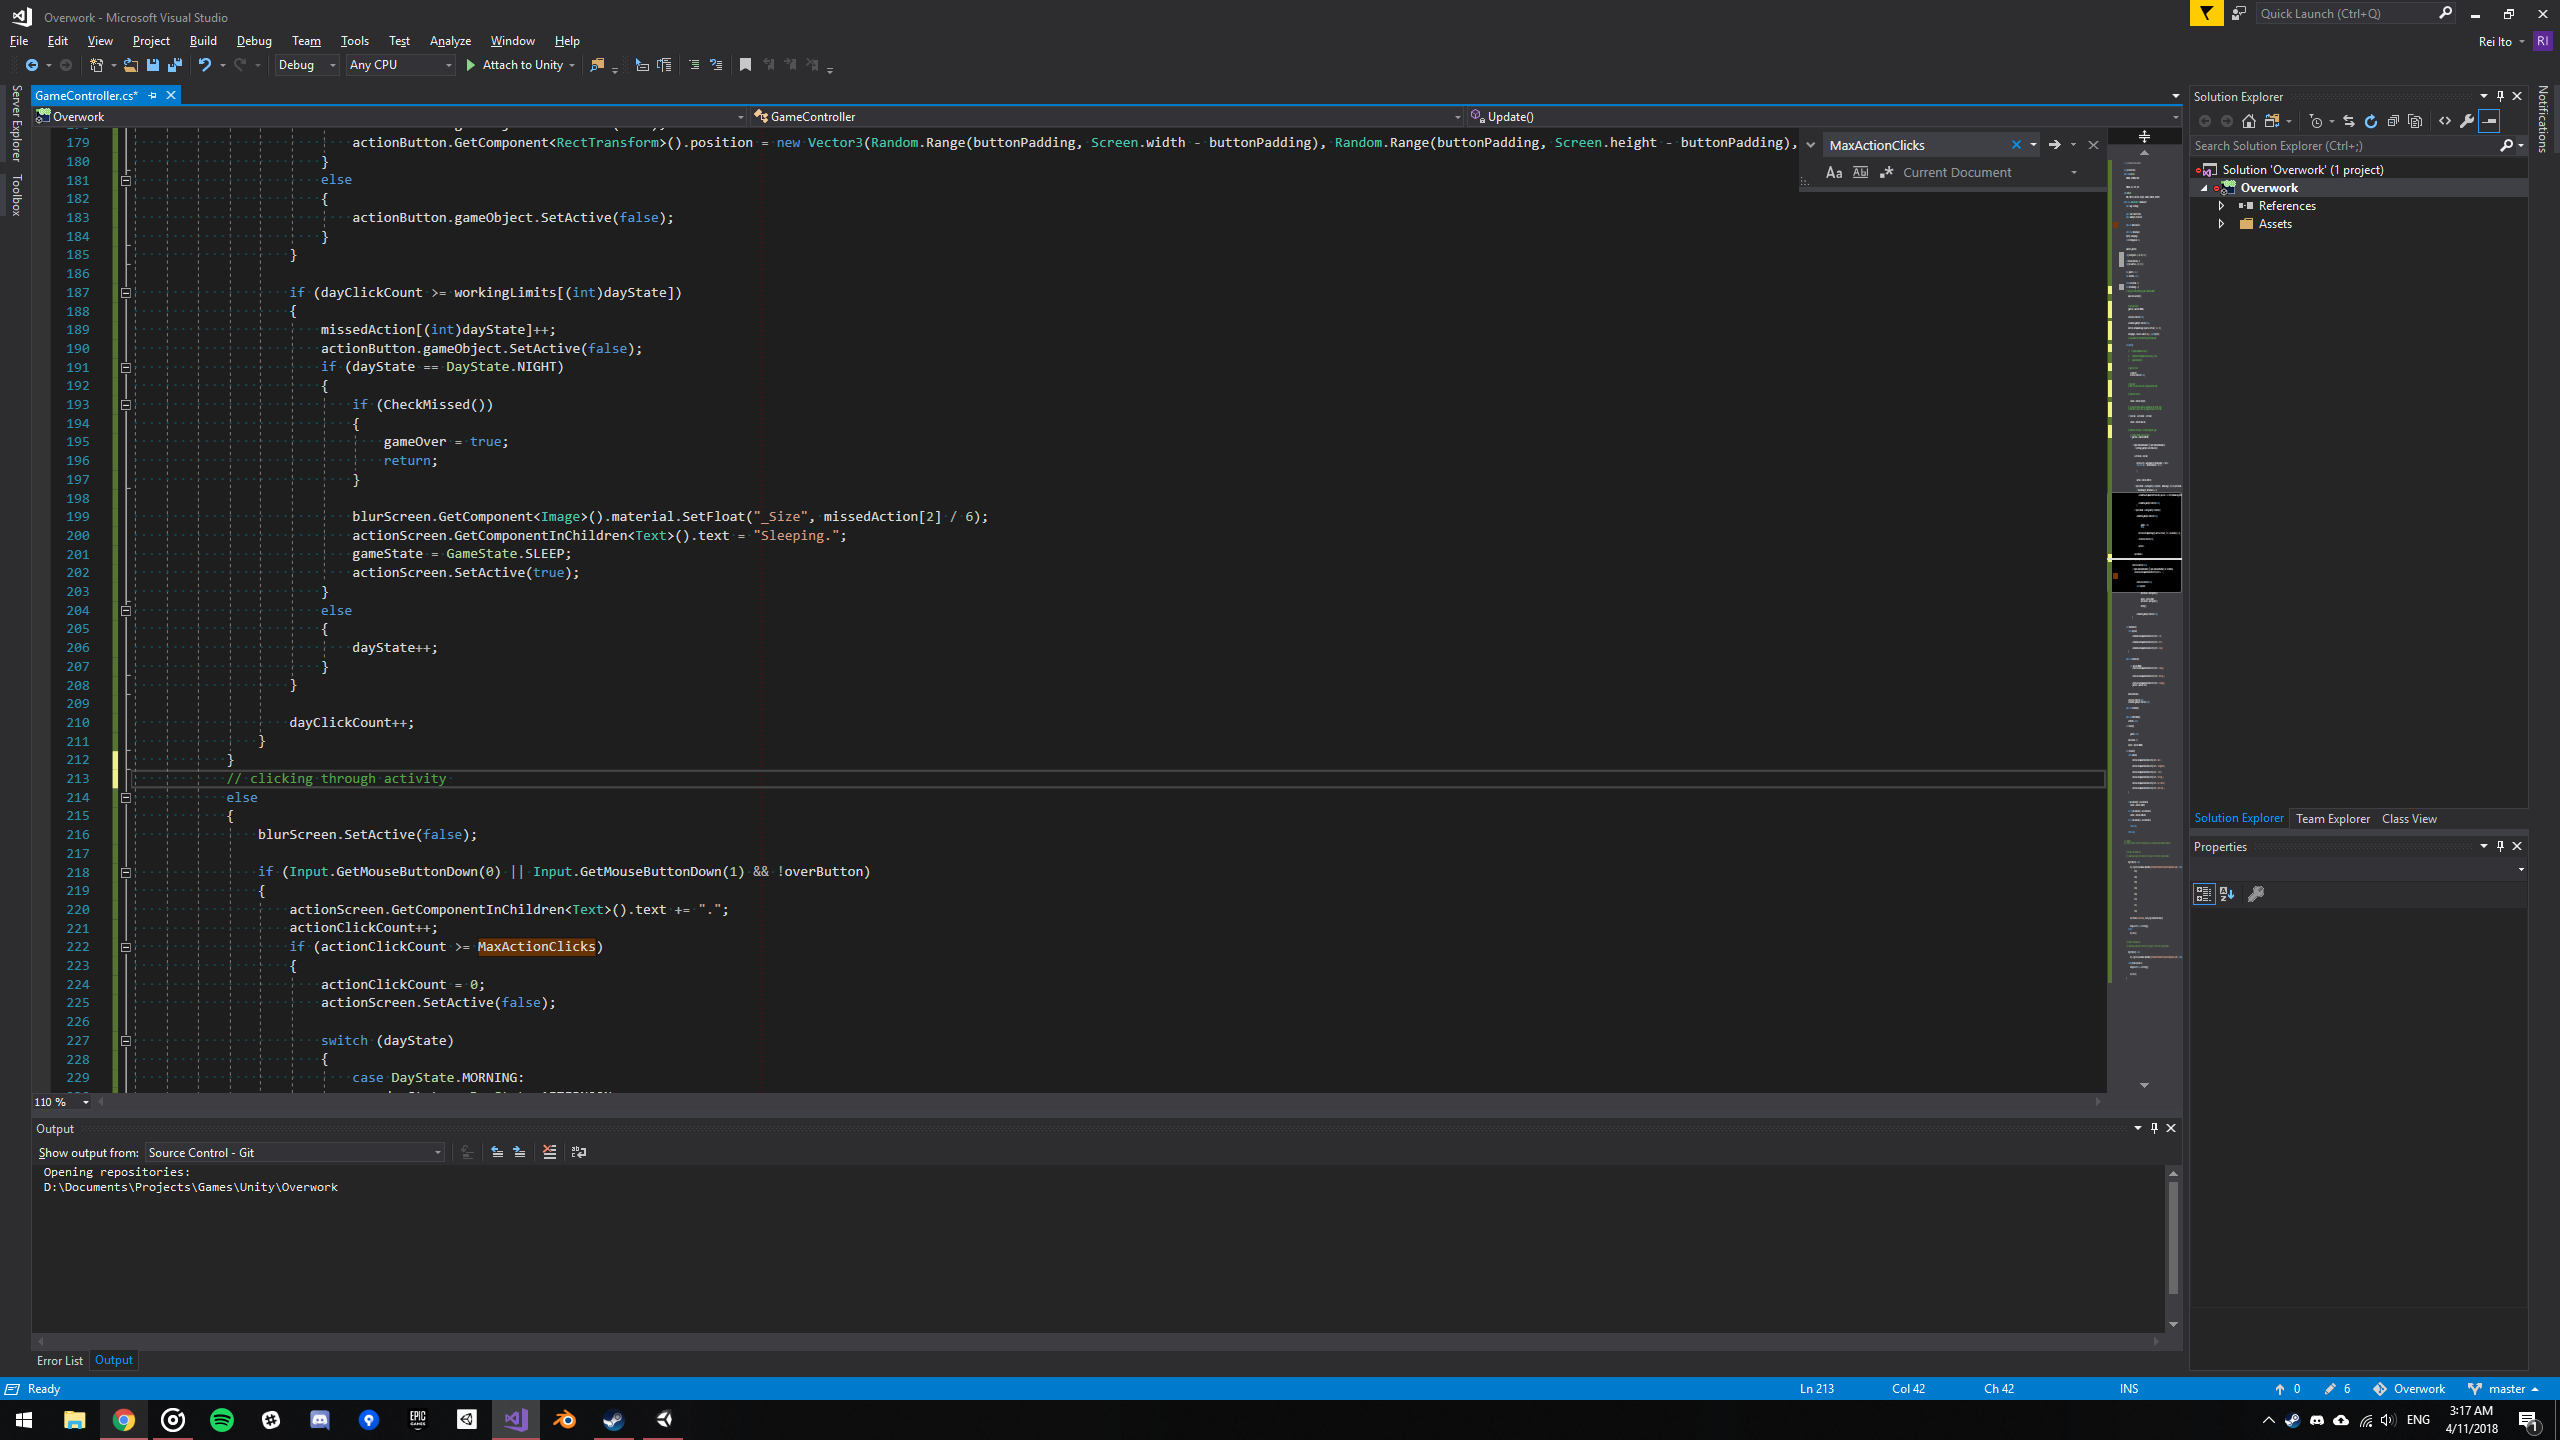 Overwork - Microsoft Visual Studio
Quick Launch (Ctrl+Q)
File Edit View Project Build Debug Team Tools Test Analyze Window Help
Rei Ito RI
Debug Any CPU Attach to Unity
Server Explorer
Toolbox
GameController.cs*
Overwork GameController Update()
179 actionButton.GetComponent<RectTransform>().position = new Vector3(Random.Range(buttonPadding, Screen.width - buttonPadding), Random.Range(buttonPadding, Screen.height - buttonPadding),
180 }
181 else
182 {
183 actionButton.gameObject.SetActive(false);
184 }
185 }
186
187 if (dayClickCount >= workingLimits[(int)dayState])
188 {
189 missedAction[(int)dayState]++;
190 actionButton.gameObject.SetActive(false);
191 if (dayState == DayState.NIGHT)
192 {
193 if (CheckMissed())
194 {
195 gameOver = true;
196 return;
197 }
198
199 blurScreen.GetComponent<Image>().material.SetFloat("_Size", missedAction[2] / 6);
200 actionScreen.GetComponentInChildren<Text>().text = "Sleeping.";
201 gameState = GameState.SLEEP;
202 actionScreen.SetActive(true);
203 }
204 else
205 {
206 dayState++;
207 }
208 }
209
210 dayClickCount++;
211 }
212 }
213 // clicking through activity
214 else
215 {
216 blurScreen.SetActive(false);
217
218 if (Input.GetMouseButtonDown(0) || Input.GetMouseButtonDown(1) && !overButton)
219 {
220 actionScreen.GetComponentInChildren<Text>().text += ".";
221 actionClickCount++;
222 if (actionClickCount >= MaxActionClicks)
223 {
224 actionClickCount = 0;
225 actionScreen.SetActive(false);
226
227 switch (dayState)
228 {
229 case DayState.MORNING:
110 %
MaxActionClicks
Aa Ab Current Document
Solution Explorer
Search Solution Explorer (Ctrl+;)
Solution 'Overwork' (1 project)
Overwork
References
Assets
Solution Explorer Team Explorer Class View
Properties
Notifications
Output
Show output from: Source Control - Git
Opening repositories:
D:\Documents\Projects\Games\Unity\Overwork
Error List Output
Ready Ln 213 Col 42 Ch 42 INS 0 6 Overwork master
EPIC GAMES
ENG 3:17 AM
4/11/2018
1